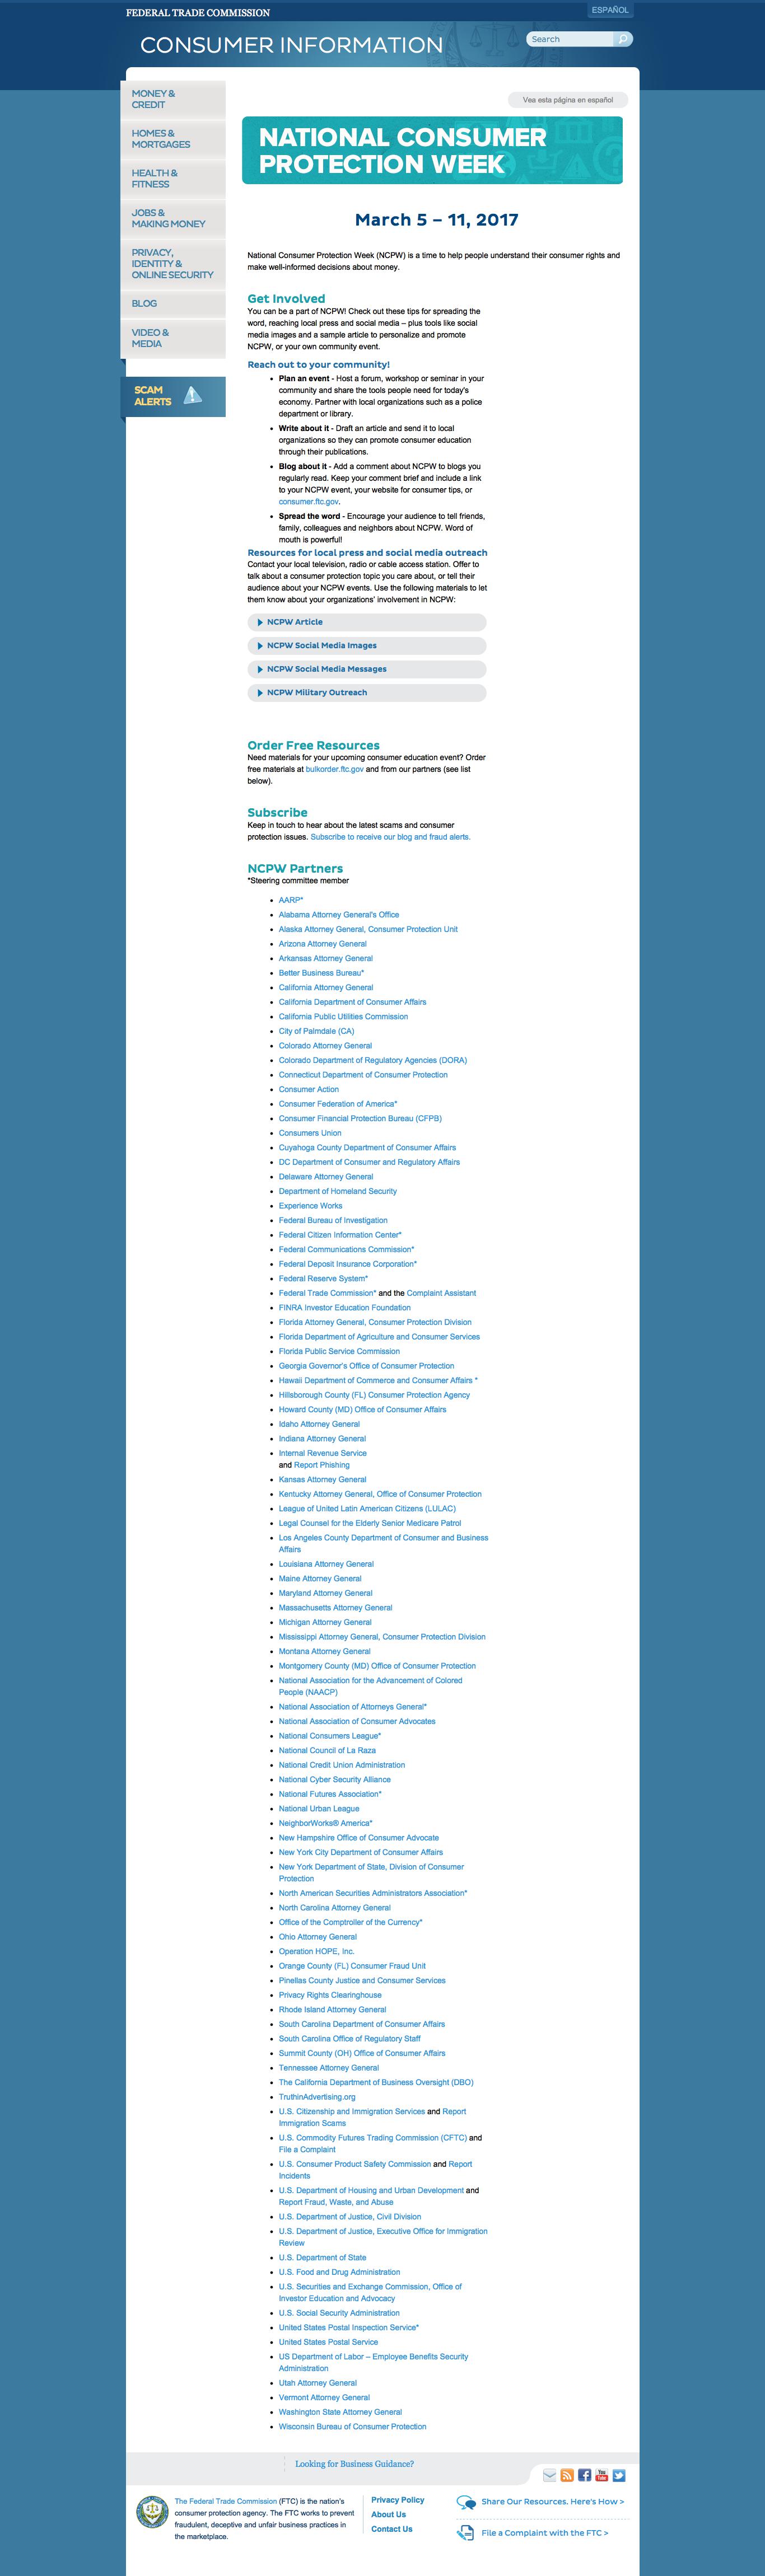 FEDERAL TRADE COMMISSION
ESPAÑOL
CONSUMER INFORMATION
Search
MONEY &
CREDIT
HOMES &
MORTGAGES
HEALTH &
FITNESS
JOBS &
MAKING MONEY
PRIVACY,
IDENTITY &
ONLINE SECURITY
BLOG
VIDEO &
MEDIA
SCAM
ALERTS
Vea esta página en español
NATIONAL CONSUMER
PROTECTION WEEK
March 5 – 11, 2017
National Consumer Protection Week (NCPW) is a time to help people understand their consumer rights and
make well-informed decisions about money.
Get Involved
You can be a part of NCPW! Check out these tips for spreading the
word, reaching local press and social media – plus tools like social
media images and a sample article to personalize and promote
NCPW, or your own community event.
Reach out to your community!
• Plan an event - Host a forum, workshop or seminar in your
community and share the tools people need for today's
economy. Partner with local organizations such as a police
department or library.
• Write about it - Draft an article and send it to local
organizations so they can promote consumer education
through their publications.
• Blog about it - Add a comment about NCPW to blogs you
regularly read. Keep your comment brief and include a link
to your NCPW event, your website for consumer tips, or
consumer.ftc.gov.
• Spread the word - Encourage your audience to tell friends,
family, colleagues and neighbors about NCPW. Word of
mouth is powerful!
Resources for local press and social media outreach
Contact your local television, radio or cable access station. Offer to
talk about a consumer protection topic you care about, or tell their
audience about your NCPW events. Use the following materials to let
them know about your organizations' involvement in NCPW:
NCPW Article
NCPW Social Media Images
NCPW Social Media Messages
NCPW Military Outreach
Order Free Resources
Need materials for your upcoming consumer education event? Order
free materials at bulkorder.ftc.gov and from our partners (see list
below).
Subscribe
Keep in touch to hear about the latest scams and consumer
protection issues. Subscribe to receive our blog and fraud alerts.
NCPW Partners
*Steering committee member
• AARP*
• Alabama Attorney General's Office
• Alaska Attorney General, Consumer Protection Unit
• Arizona Attorney General
• Arkansas Attorney General
• Better Business Bureau*
• California Attorney General
• California Department of Consumer Affairs
• California Public Utilities Commission
• City of Palmdale (CA)
• Colorado Attorney General
• Colorado Department of Regulatory Agencies (DORA)
• Connecticut Department of Consumer Protection
• Consumer Action
• Consumer Federation of America*
• Consumer Financial Protection Bureau (CFPB)
• Consumers Union
• Cuyahoga County Department of Consumer Affairs
• DC Department of Consumer and Regulatory Affairs
• Delaware Attorney General
• Department of Homeland Security
• Experience Works
• Federal Bureau of Investigation
• Federal Citizen Information Center*
• Federal Communications Commission*
• Federal Deposit Insurance Corporation*
• Federal Reserve System*
• Federal Trade Commission* and the Complaint Assistant
• FINRA Investor Education Foundation
• Florida Attorney General, Consumer Protection Division
• Florida Department of Agriculture and Consumer Services
• Florida Public Service Commission
• Georgia Governor's Office of Consumer Protection
• Hawaii Department of Commerce and Consumer Affairs *
• Hillsborough County (FL) Consumer Protection Agency
• Howard County (MD) Office of Consumer Affairs
• Idaho Attorney General
• Indiana Attorney General
• Internal Revenue Service
and Report Phishing
• Kansas Attorney General
• Kentucky Attorney General, Office of Consumer Protection
• League of United Latin American Citizens (LULAC)
• Legal Counsel for the Elderly Senior Medicare Patrol
• Los Angeles County Department of Consumer and Business
Affairs
• Louisiana Attorney General
• Maine Attorney General
• Maryland Attorney General
• Massachusetts Attorney General
• Michigan Attorney General
• Mississippi Attorney General, Consumer Protection Division
• Montana Attorney General
• Montgomery County (MD) Office of Consumer Protection
• National Association for the Advancement of Colored
People (NAACP)
• National Association of Attorneys General*
• National Association of Consumer Advocates
• National Consumers League*
• National Council of La Raza
• National Credit Union Administration
• National Cyber Security Alliance
• National Futures Association*
• National Urban League
• NeighborWorks® America*
• New Hampshire Office of Consumer Advocate
• New York City Department of Consumer Affairs
• New York Department of State, Division of Consumer
Protection
• North American Securities Administrators Association*
• North Carolina Attorney General
• Office of the Comptroller of the Currency*
• Ohio Attorney General
• Operation HOPE, Inc.
• Orange County (FL) Consumer Fraud Unit
• Pinellas County Justice and Consumer Services
• Privacy Rights Clearinghouse
• Rhode Island Attorney General
• South Carolina Department of Consumer Affairs
• South Carolina Office of Regulatory Staff
• Summit County (OH) Office of Consumer Affairs
• Tennessee Attorney General
• The California Department of Business Oversight (DBO)
• TruthinAdvertising.org
• U.S. Citizenship and Immigration Services and Report
Immigration Scams
• U.S. Commodity Futures Trading Commission (CFTC) and
File a Complaint
• U.S. Consumer Product Safety Commission and Report
Incidents
• U.S. Department of Housing and Urban Development and
Report Fraud, Waste, and Abuse
• U.S. Department of Justice, Civil Division
• U.S. Department of Justice, Executive Office for Immigration
Review
• U.S. Department of State
• U.S. Food and Drug Administration
• U.S. Securities and Exchange Commission, Office of
Investor Education and Advocacy
• U.S. Social Security Administration
• United States Postal Inspection Service*
• United States Postal Service
• US Department of Labor – Employee Benefits Security
Administration
• Utah Attorney General
• Vermont Attorney General
• Washington State Attorney General
• Wisconsin Bureau of Consumer Protection
Looking for Business Guidance?
You
Tube
The Federal Trade Commission (FTC) is the nation's
consumer protection agency. The FTC works to prevent
fraudulent, deceptive and unfair business practices in
the marketplace.
Privacy Policy
About Us
Contact Us
Share Our Resources. Here's How >
File a Complaint with the FTC >